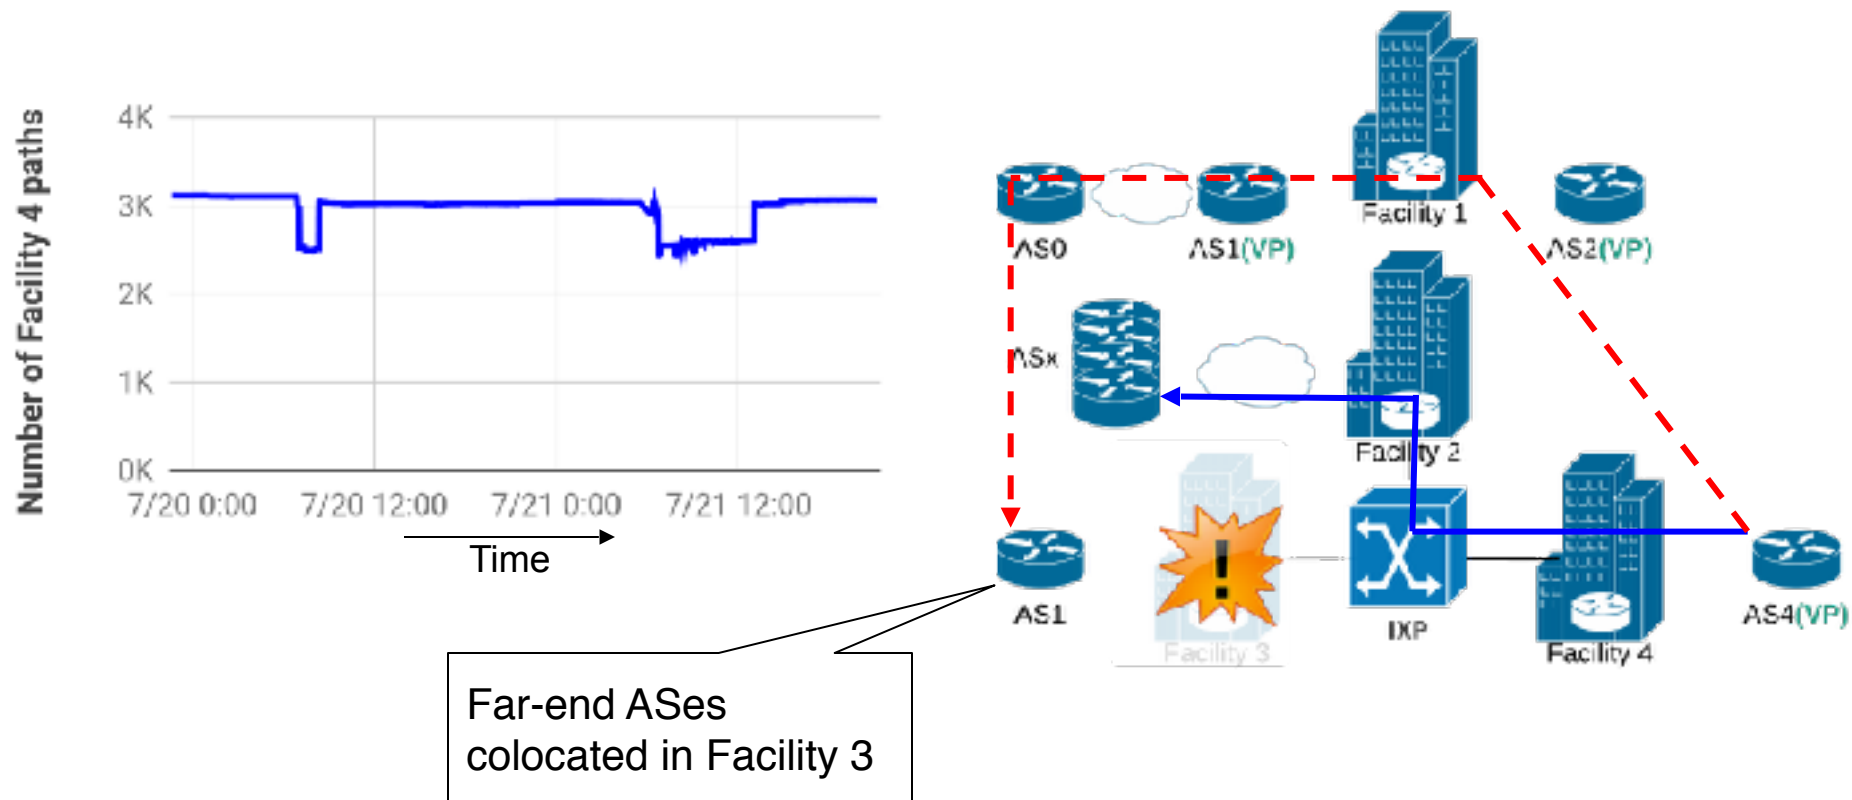 Number of Facility 4 paths
4K
3K
2K
1K
0K
7/20 0:00
7/20 12:00
7/21 0:00
7/21 12:00
Time
Facility 1
AS0
AS1(VP)
AS2(VP)
ASx
Facility 2
AS1
Facility 3
!
IXP
Facility 4
AS4(VP)
Far-end ASes
colocated in Facility 3